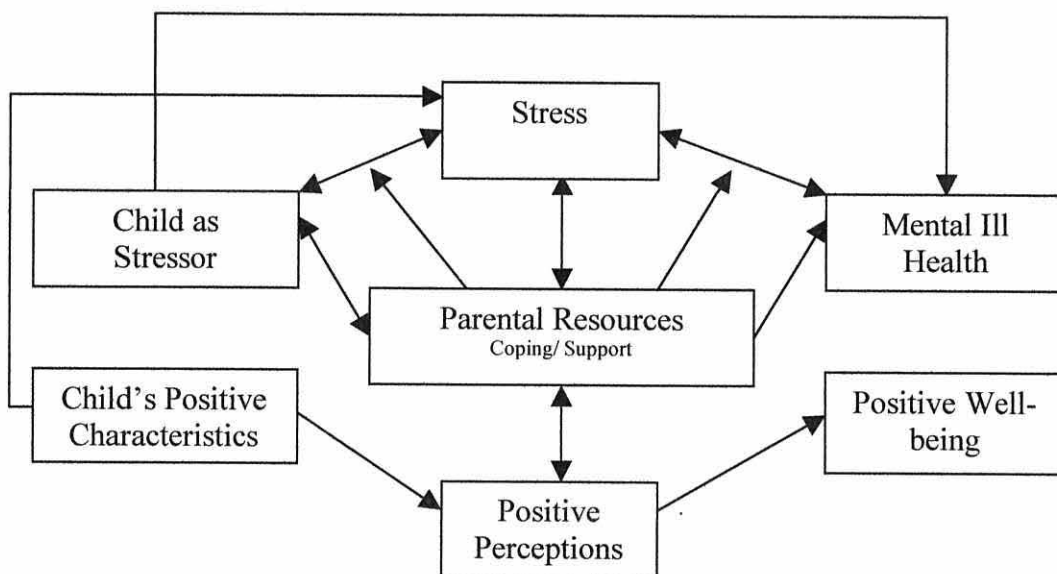 Stress
Child as
Stressor
Mental Ill
Health
Parental Resources
Coping/ Support
Child’s Positive
Characteristics
Positive Well-
being
Positive
Perceptions